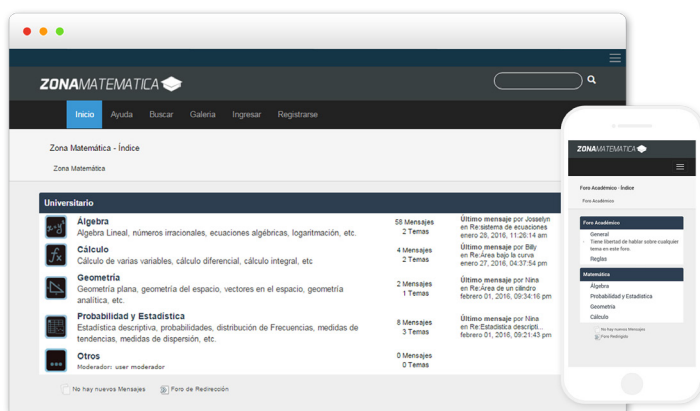 ZONAMATEMATICA
Inicio Ayuda Buscar Galeria Ingresar Registrarse
Zona Matemática - Índice
Zona Matemática
Universitario
Álgebra
Algebra Lineal, números irracionales, ecuaciones algébricas, logaritmación, etc.
58 Mensajes
2 Temas
Último mensaje por Josselyn
en Re:sistema de ecuaciones
enero 28, 2016, 11:26:14 am
Cálculo
Cálculo de varias variables, cálculo diferencial, cálculo integral, etc
4 Mensajes
2 Temas
Último mensaje por Billy
en Re:Área bajo la curva
enero 27, 2016, 04:37:54 pm
Geometría
Geometría plana, geometría del espacio, vectores en el espacio, geometría
analítica, etc.
2 Mensajes
1 Temas
Último mensaje por Nina
en Re:Área de un cilindro
febrero 01, 2016, 09:34:16 pm
Probabilidad y Estadística
Estadística descriptiva, probabilidades, distribución de Frecuencias, medidas de
tendencias, medidas de dispersión, etc.
8 Mensajes
3 Temas
Último mensaje por Nina
en Re:Estadística descripti...
febrero 01, 2016, 09:21:43 pm
Otros
Moderador: user moderador
0 Mensajes
0 Temas
No hay nuevos Mensajes Foro de Redirección
ZONAMATEMATICA
Foro Académico - Índice
Foro Académico
Foro Académico
General
Tiene libertad de hablar sobre cualquier
tema en este foro.
Reglas
Matemática
Álgebra
Probabilidad y Estadística
Geometría
Cálculo
No hay nuevos Mensajes
Foro Redirigido